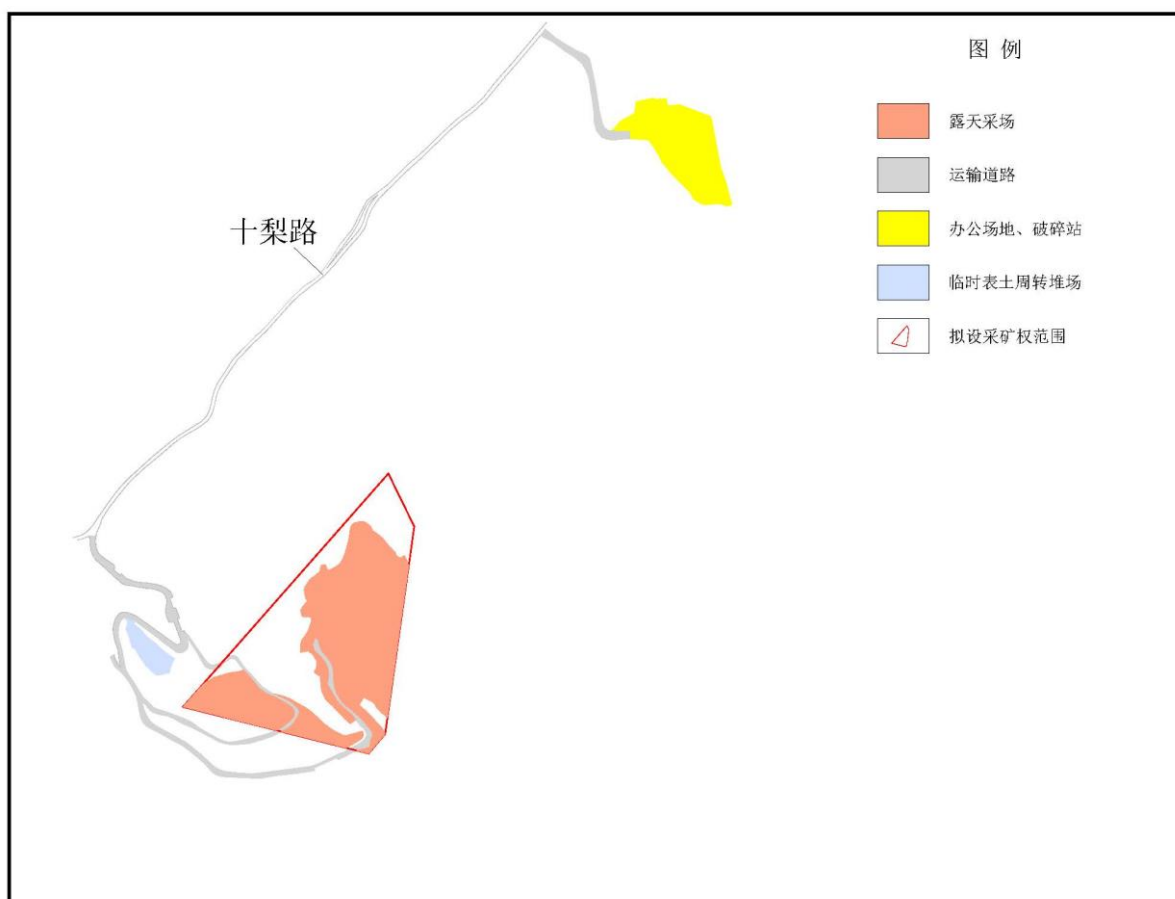 图 例
露天采场
运输道路
办公场地、破碎站
临时表土周转堆场
拟设采矿权范围
十梨路